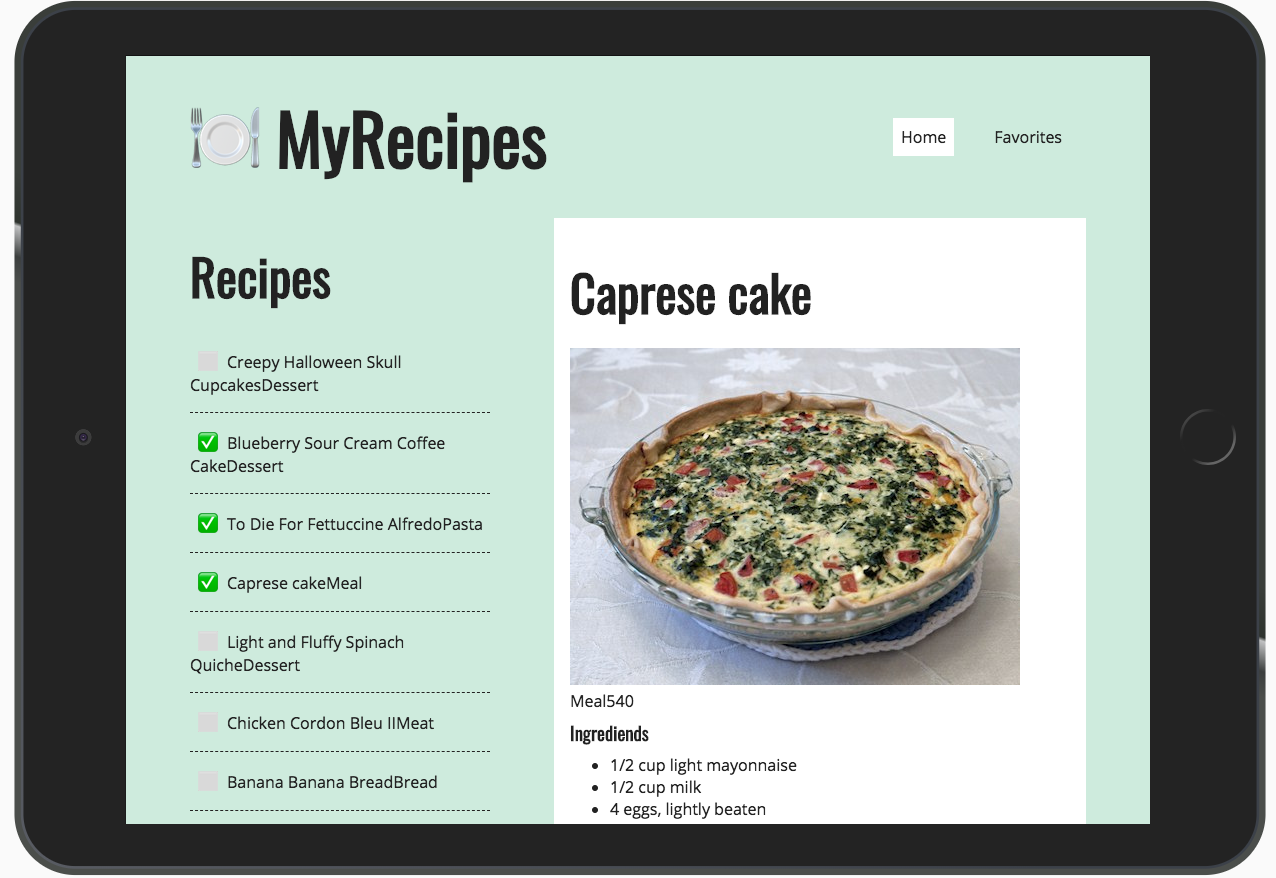 MyRecipes
Home
Favorites
Recipes
Creepy Halloween Skull
CupcakesDessert
Blueberry Sour Cream Coffee
CakeDessert
To Die For Fettuccine AlfredoPasta
Caprese cakeMeal
Light and Fluffy Spinach
QuicheDessert
Chicken Cordon Bleu IIMeat
Banana Banana BreadBread
Caprese cake
Meal540
Ingrediends
1/2 cup light mayonnaise
1/2 cup milk
4 eggs, lightly beaten